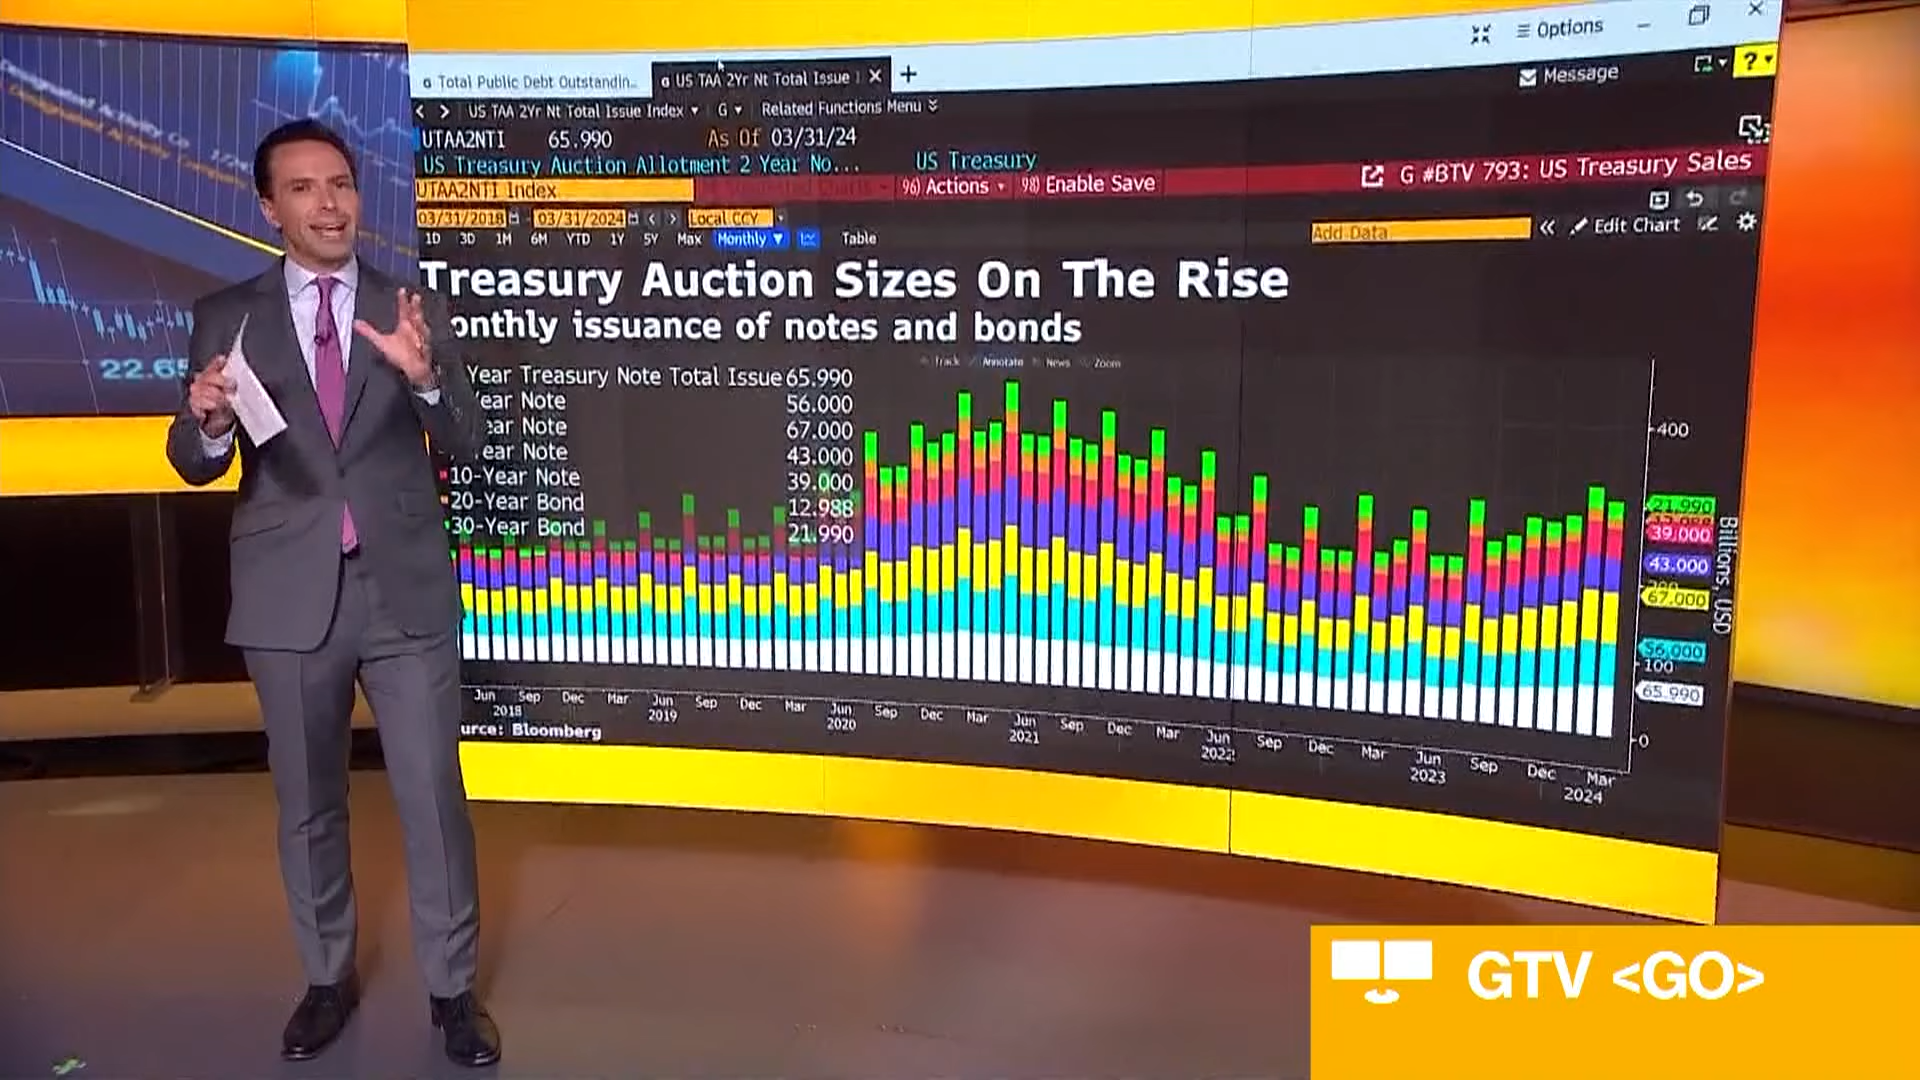 Options
Total Public Debt Outstandin...
US TAA 2Yr Nt Total Issue
Message
US TAA 2Yr Nt Total Issue Index
G
Related Functions Menu
UTAA2NTI 65.990 As Of 03/31/24
US Treasury Auction Allotment 2 Year No... US Treasury
UTAA2NTI Index
96) Actions
98) Enable Save
G #BTV 793: US Treasury Sales
03/31/2018 - 03/31/2024
Local CCY
Add Data
Edit Chart
1D 3D 1M 6M YTD 1Y 5Y Max Monthly Table
Treasury Auction Sizes On The Rise
onthly issuance of notes and bonds
Track Annotate News Zoom
Year Treasury Note Total Issue 65.990
ear Note 56.000
ear Note 67.000
ear Note 43.000
10-Year Note 39.000
20-Year Bond 12.988
30-Year Bond 21.990
400
21.990
39.000
43.000
67.000
56.000
100
65.990
0
Billions, USD
Jun Sep Dec Mar Jun Sep Dec Mar Jun Sep Dec Mar Jun Sep Dec Mar Jun Sep Dec Mar Jun Sep Dec Mar
2018 2019 2020 2021 2022 2023 2024
urce: Bloomberg
22.6
GTV <GO>